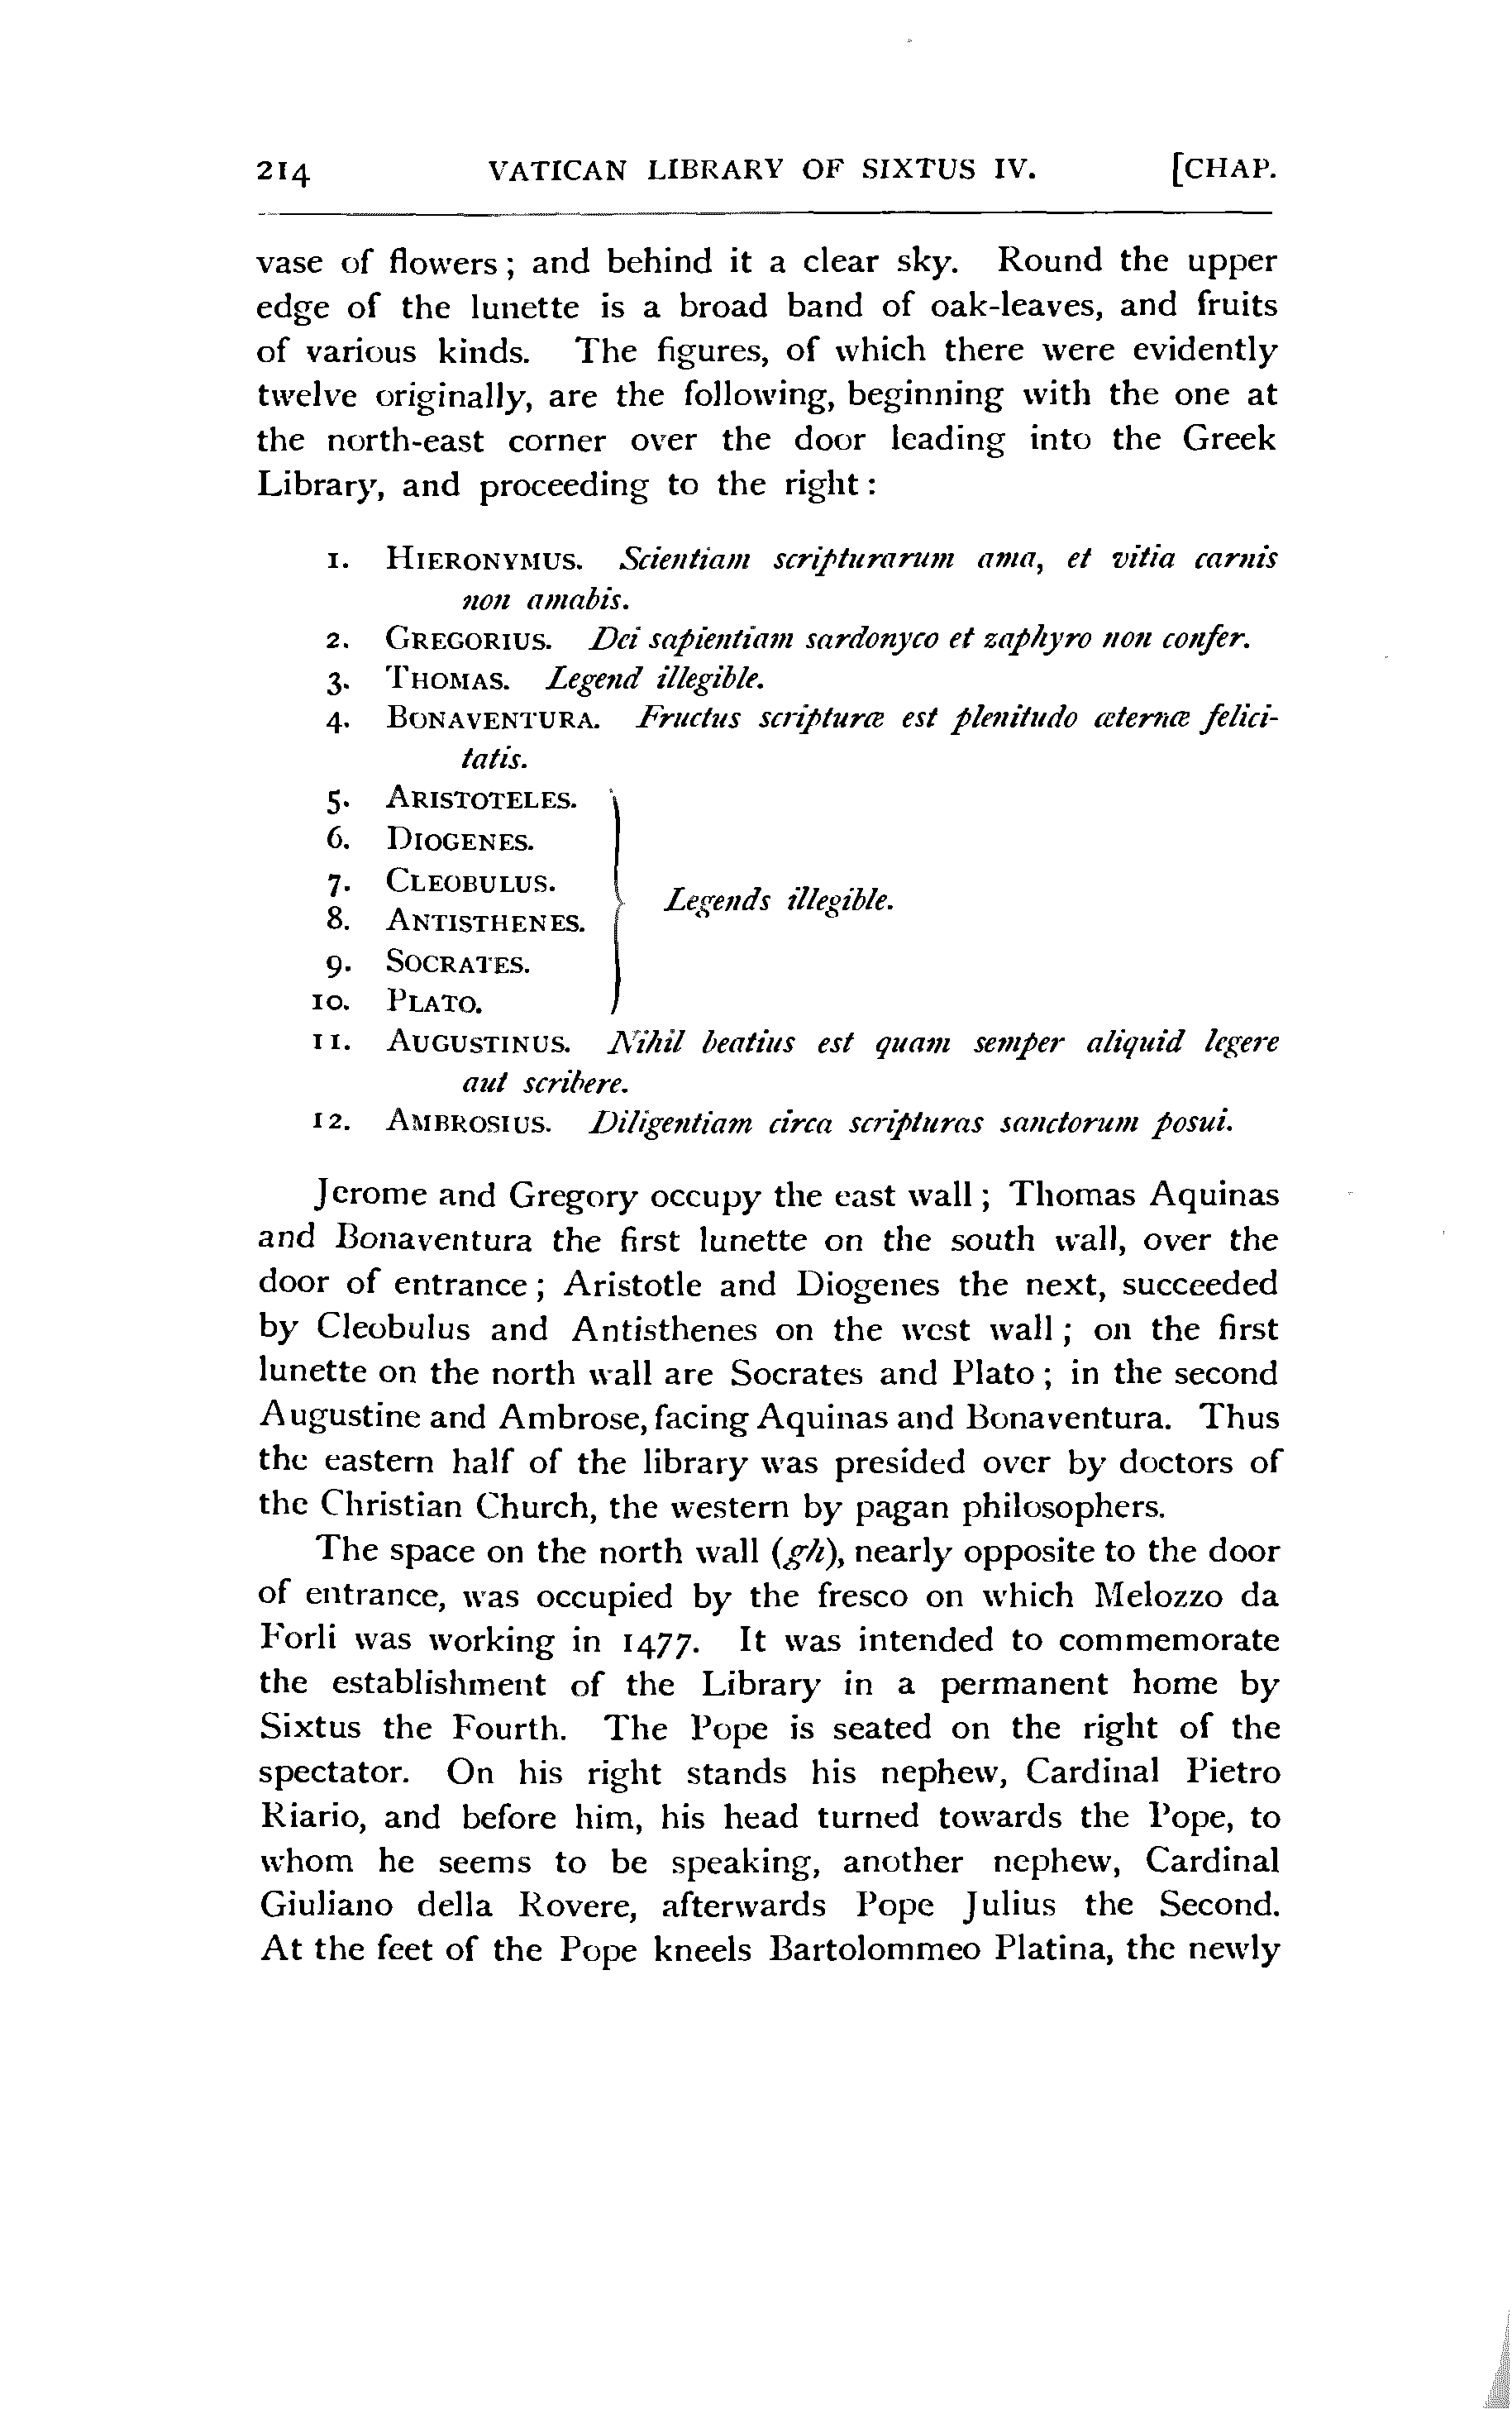 214 VATICAN LIBRARY OF SIXTUS IV. [CHAP.
vase of flowers; and behind it a clear sky. Round the upper
edge of the lunette is a broad band of oak-leaves, and fruits
of various kinds. The figures, of which there were evidently
twelve originally, are the following, beginning with the one at
the north-east corner over the door leading into the Greek
Library, and proceeding to the right:
1. HIERONYMUS. Scientiam scripturarum ama, et vitia carnis
non amabis.
2. GREGORIUS. Dei sapientiam sardonyco et zaphyro non confer.
3. THOMAS. Legend illegible.
4. BONAVENTURA. Fructus scripturæ est plenitudo æternæ felici-
tatis.
5. ARISTOTELES.
6. DIOGENES.
7. CLEOBULUS.
Legends illegible.
8. ANTISTHENES.
9. SOCRATES.
10. PLATO.
11. AUGUSTINUS. Nihil beatius est quam semper aliquid legere
aut scribere.
12. AMBROSIUS. Diligentiam circa scripturas sanctorum posui.
Jerome and Gregory occupy the east wall; Thomas Aquinas
and Bonaventura the first lunette on the south wall, over the
door of entrance; Aristotle and Diogenes the next, succeeded
by Cleobulus and Antisthenes on the west wall; on the first
lunette on the north wall are Socrates and Plato; in the second
Augustine and Ambrose, facing Aquinas and Bonaventura. Thus
the eastern half of the library was presided over by doctors of
the Christian Church, the western by pagan philosophers.
The space on the north wall (gh), nearly opposite to the door
of entrance, was occupied by the fresco on which Melozzo da
Forli was working in 1477. It was intended to commemorate
the establishment of the Library in a permanent home by
Sixtus the Fourth. The Pope is seated on the right of the
spectator. On his right stands his nephew, Cardinal Pietro
Riario, and before him, his head turned towards the Pope, to
whom he seems to be speaking, another nephew, Cardinal
Giuliano della Rovere, afterwards Pope Julius the Second.
At the feet of the Pope kneels Bartolommeo Platina, the newly